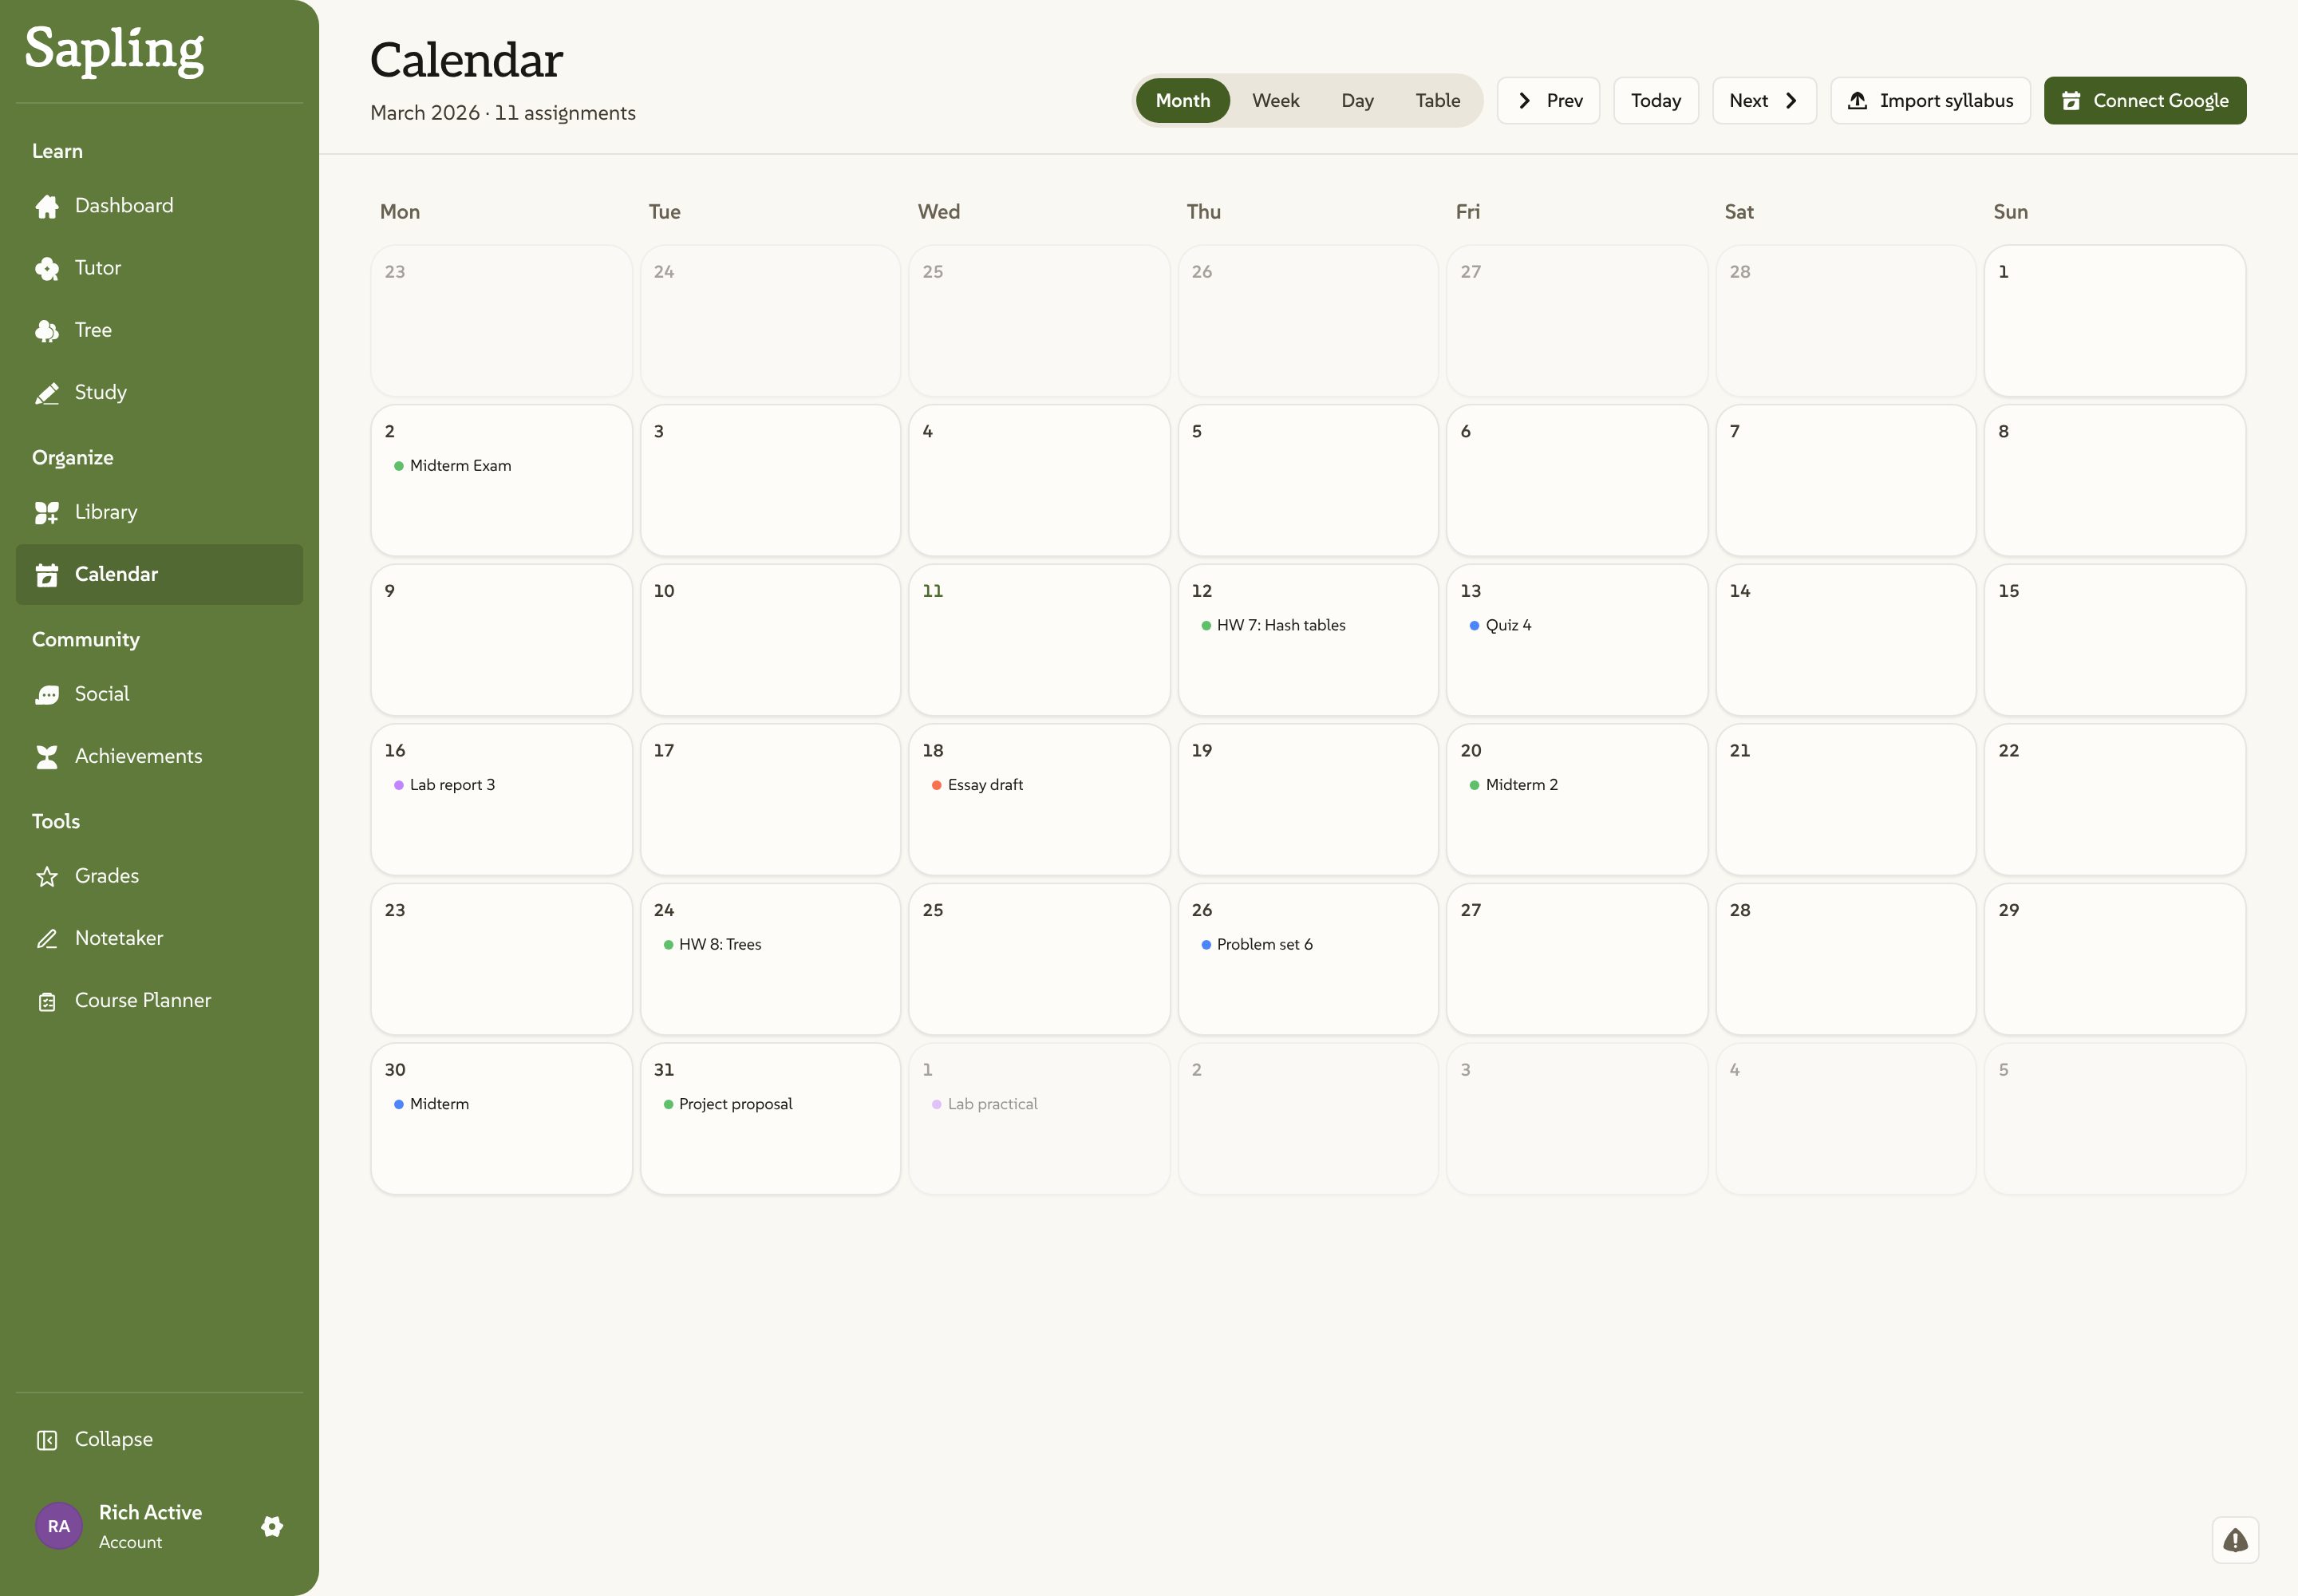 Sapling
Learn
Dashboard
Tutor
Tree
Study
Organize
Library
Calendar
Community
Social
Achievements
Tools
Grades
Notetaker
Course Planner
Collapse
RA
Rich Active
Account
Calendar
March 2026 · 11 assignments
Month Week Day Table Prev Today Next Import syllabus Connect Google
Mon Tue Wed Thu Fri Sat Sun
23 24 25 26 27 28 1
2 3 4 5 6 7 8
Midterm Exam
9 10 11 12 13 14 15
HW 7: Hash tables Quiz 4
16 17 18 19 20 21 22
Lab report 3 Essay draft Midterm 2
23 24 25 26 27 28 29
HW 8: Trees Problem set 6
30 31 1 2 3 4 5
Midterm Project proposal Lab practical